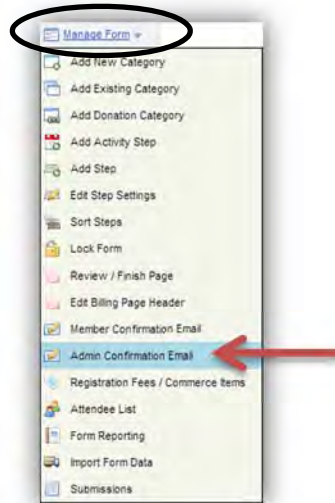 Manage Form
Add New Category
Add Existing Category
Add Donation Category
Add Activity Step
Add Step
Edit Step Settings
Sort Steps
Lock Form
Review / Finish Page
Edit Billing Page Header
Member Confirmation Email
Admin Confirmation Email
Registration Fees / Commerce Items
Attendee List
Form Reporting
Import Form Data
Submissions